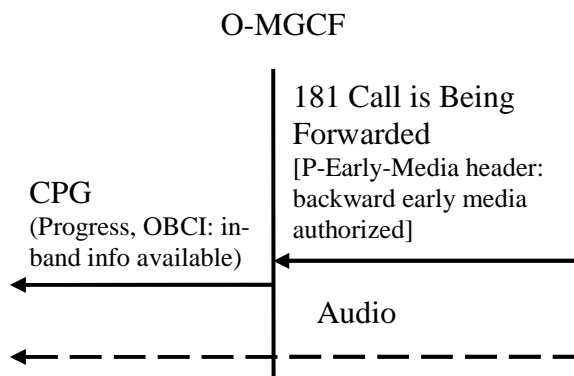 O-MGCF
181 Call is Being
Forwarded
[P-Early-Media header:
backward early media
authorized]
CPG
(Progress, OBCI: in-
band info available)
Audio